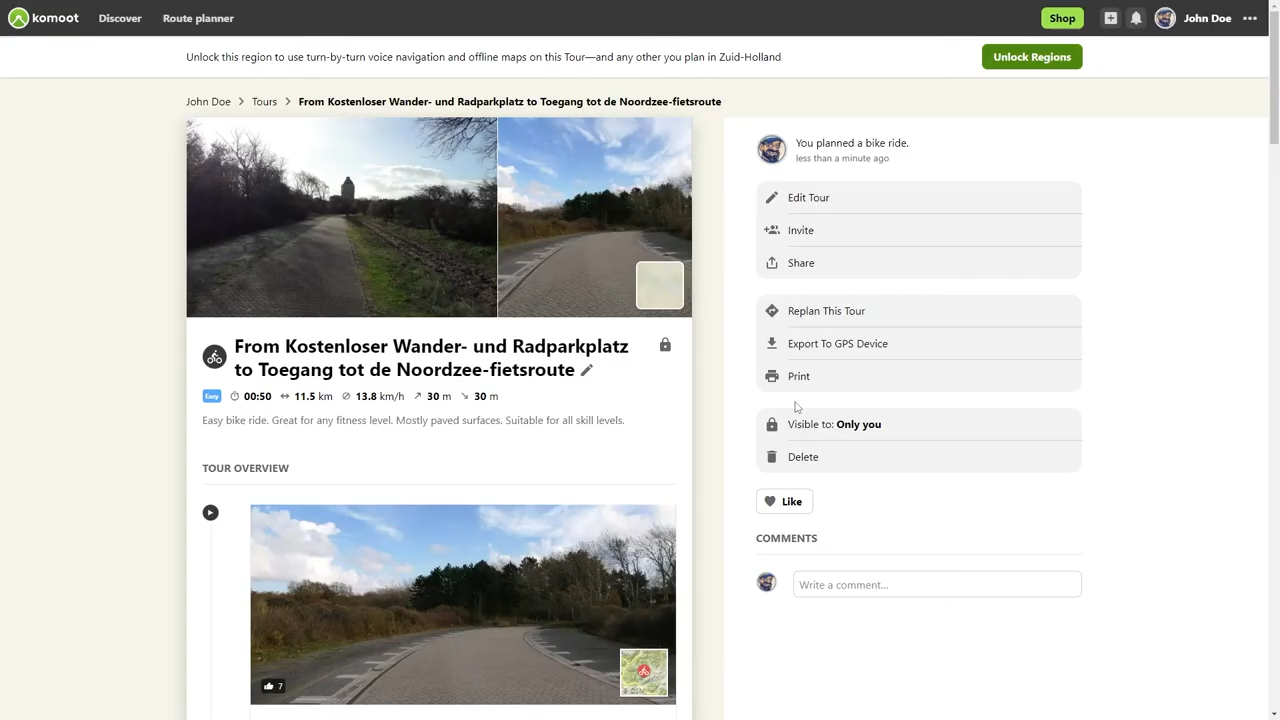 komoot Discover Route planner Shop John Doe
Unlock this region to use turn-by-turn voice navigation and offline maps on this Tour—and any other you plan in Zuid-Holland Unlock Regions
John Doe Tours From Kostenloser Wander- und Radparkplatz to Toegang tot de Noordzee-fietsroute
You planned a bike ride.
less than a minute ago
Edit Tour
Invite
Share
Replan This Tour
Export To GPS Device
Print
Visible to: Only you
Delete
Like
COMMENTS
Write a comment...
From Kostenloser Wander- und Radparkplatz
to Toegang tot de Noordzee-fietsroute
Easy 00:50 11.5 km 13.8 km/h 30 m 30 m
Easy bike ride. Great for any fitness level. Mostly paved surfaces. Suitable for all skill levels.
TOUR OVERVIEW
7